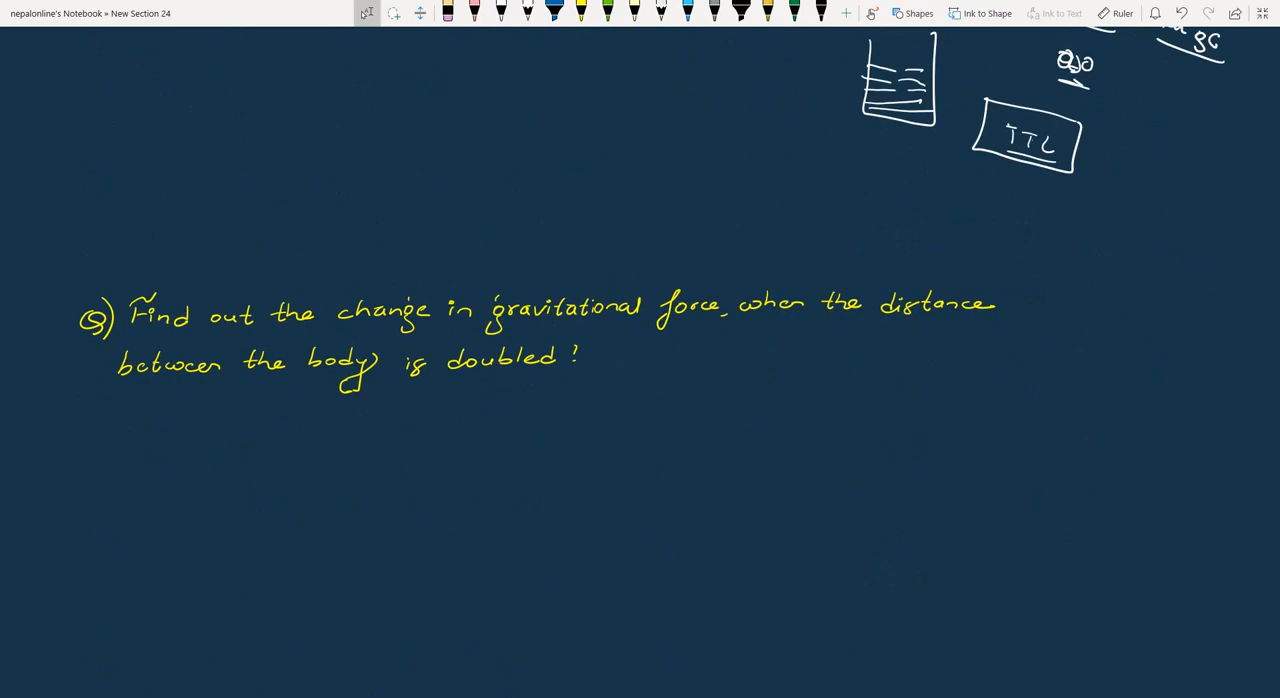 nepalonline's Notebook » New Section 24
Shapes
Ink to Shape
Ink to Text
Ruler
TTL
Q) Find out the change in gravitational force, when the distance
between the body is doubled?